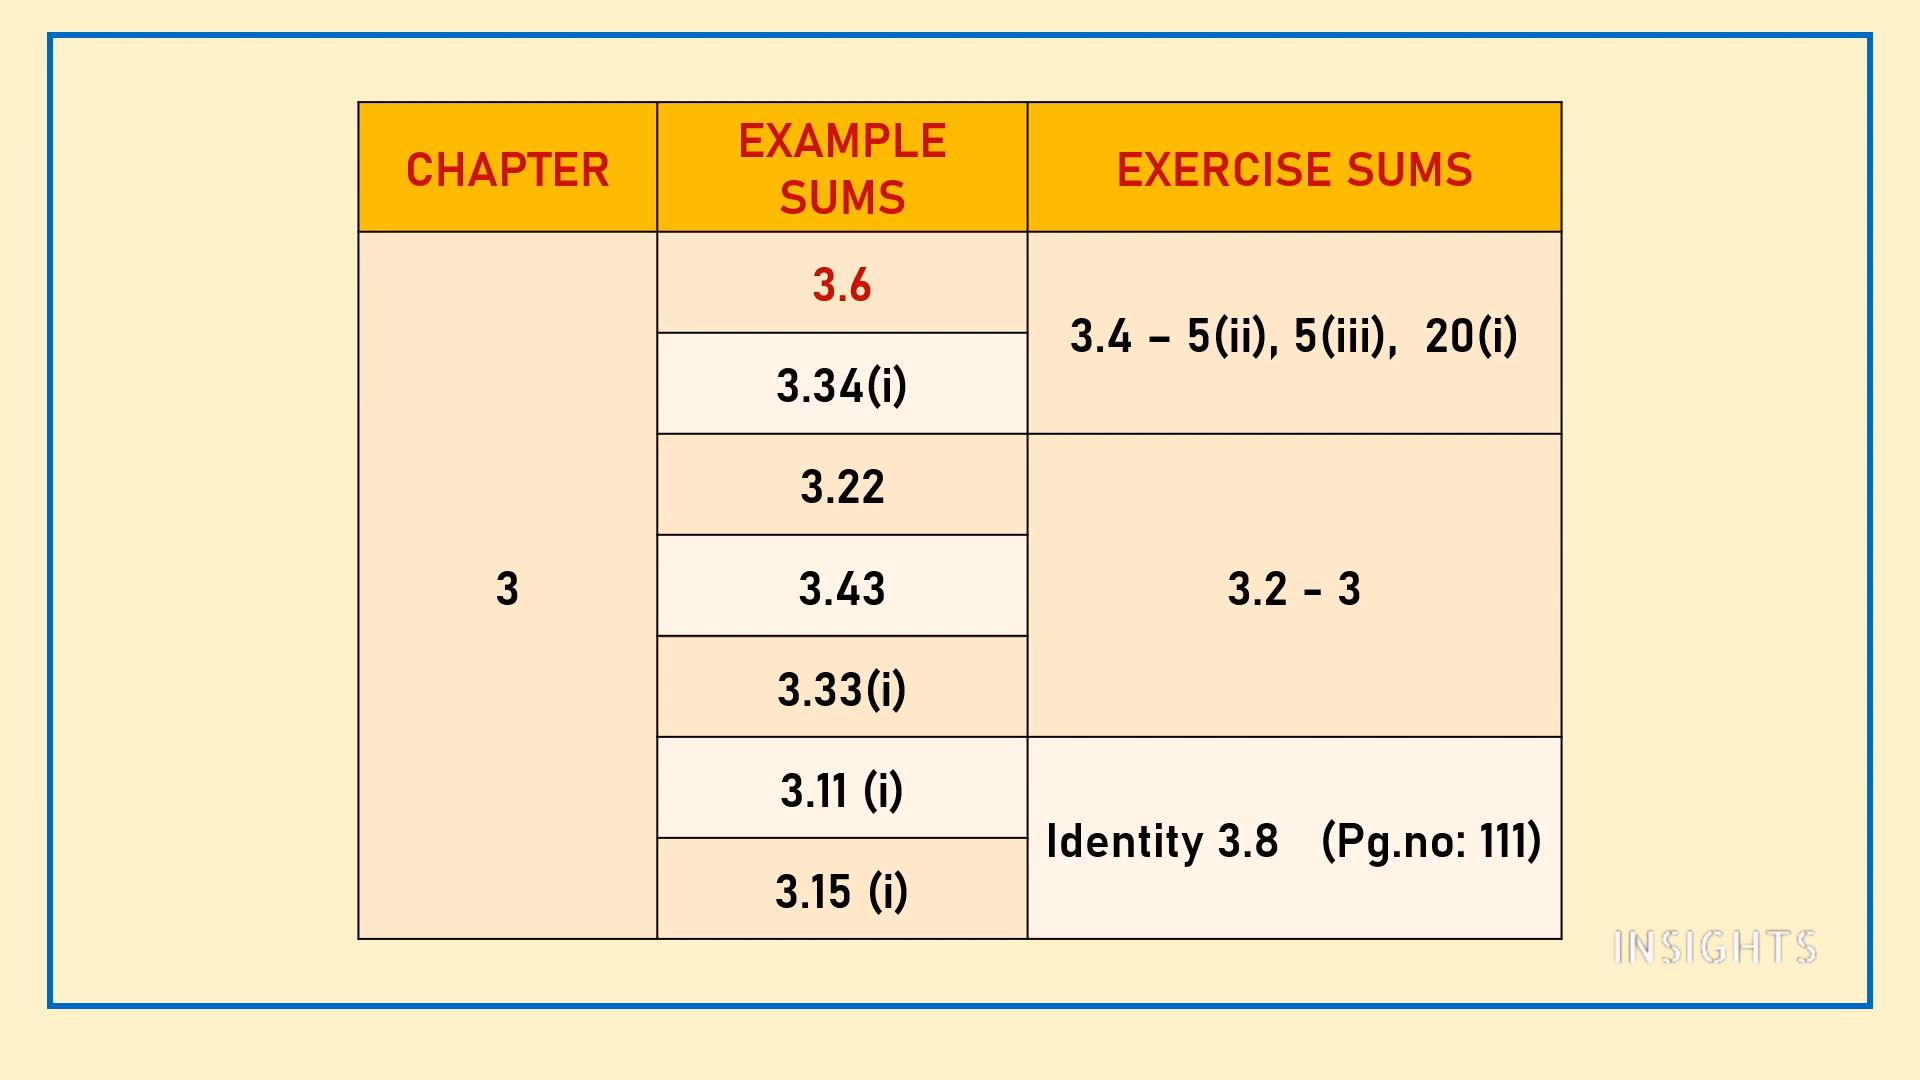 CHAPTER
EXAMPLE
SUMS
EXERCISE SUMS
3
3.6
3.34(i)
3.22
3.43
3.33(i)
3.11 (i)
3.15 (i)
3.4 – 5(ii), 5(iii), 20(i)
3.2 - 3
Identity 3.8 (Pg.no: 111)
INSIGHTS